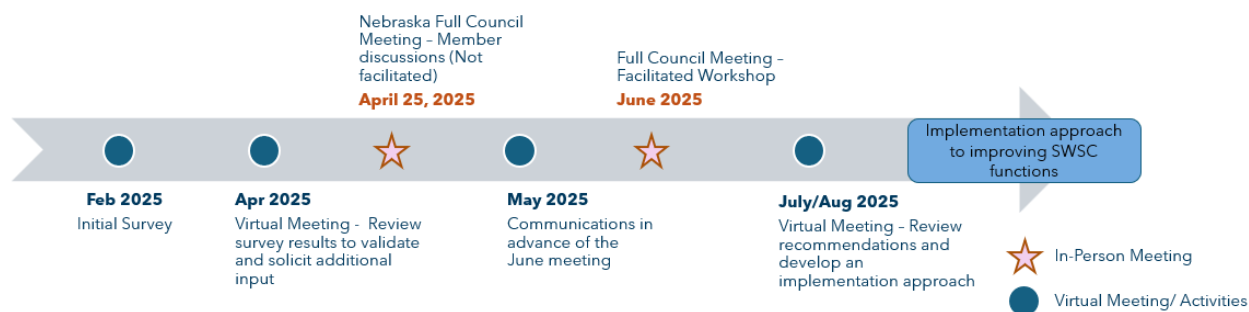 Nebraska Full Council
Meeting – Member
discussions (Not
facilitated)
April 25, 2025
Full Council Meeting –
Facilitated Workshop
June 2025
Implementation approach
to improving SWSC
functions
Feb 2025
Initial Survey
Apr 2025
Virtual Meeting - Review
survey results to validate
and solicit additional
input
May 2025
Communications in
advance of the
June meeting
July/Aug 2025
Virtual Meeting – Review
recommendations and
develop an
implementation approach
In-Person Meeting
Virtual Meeting/ Activities